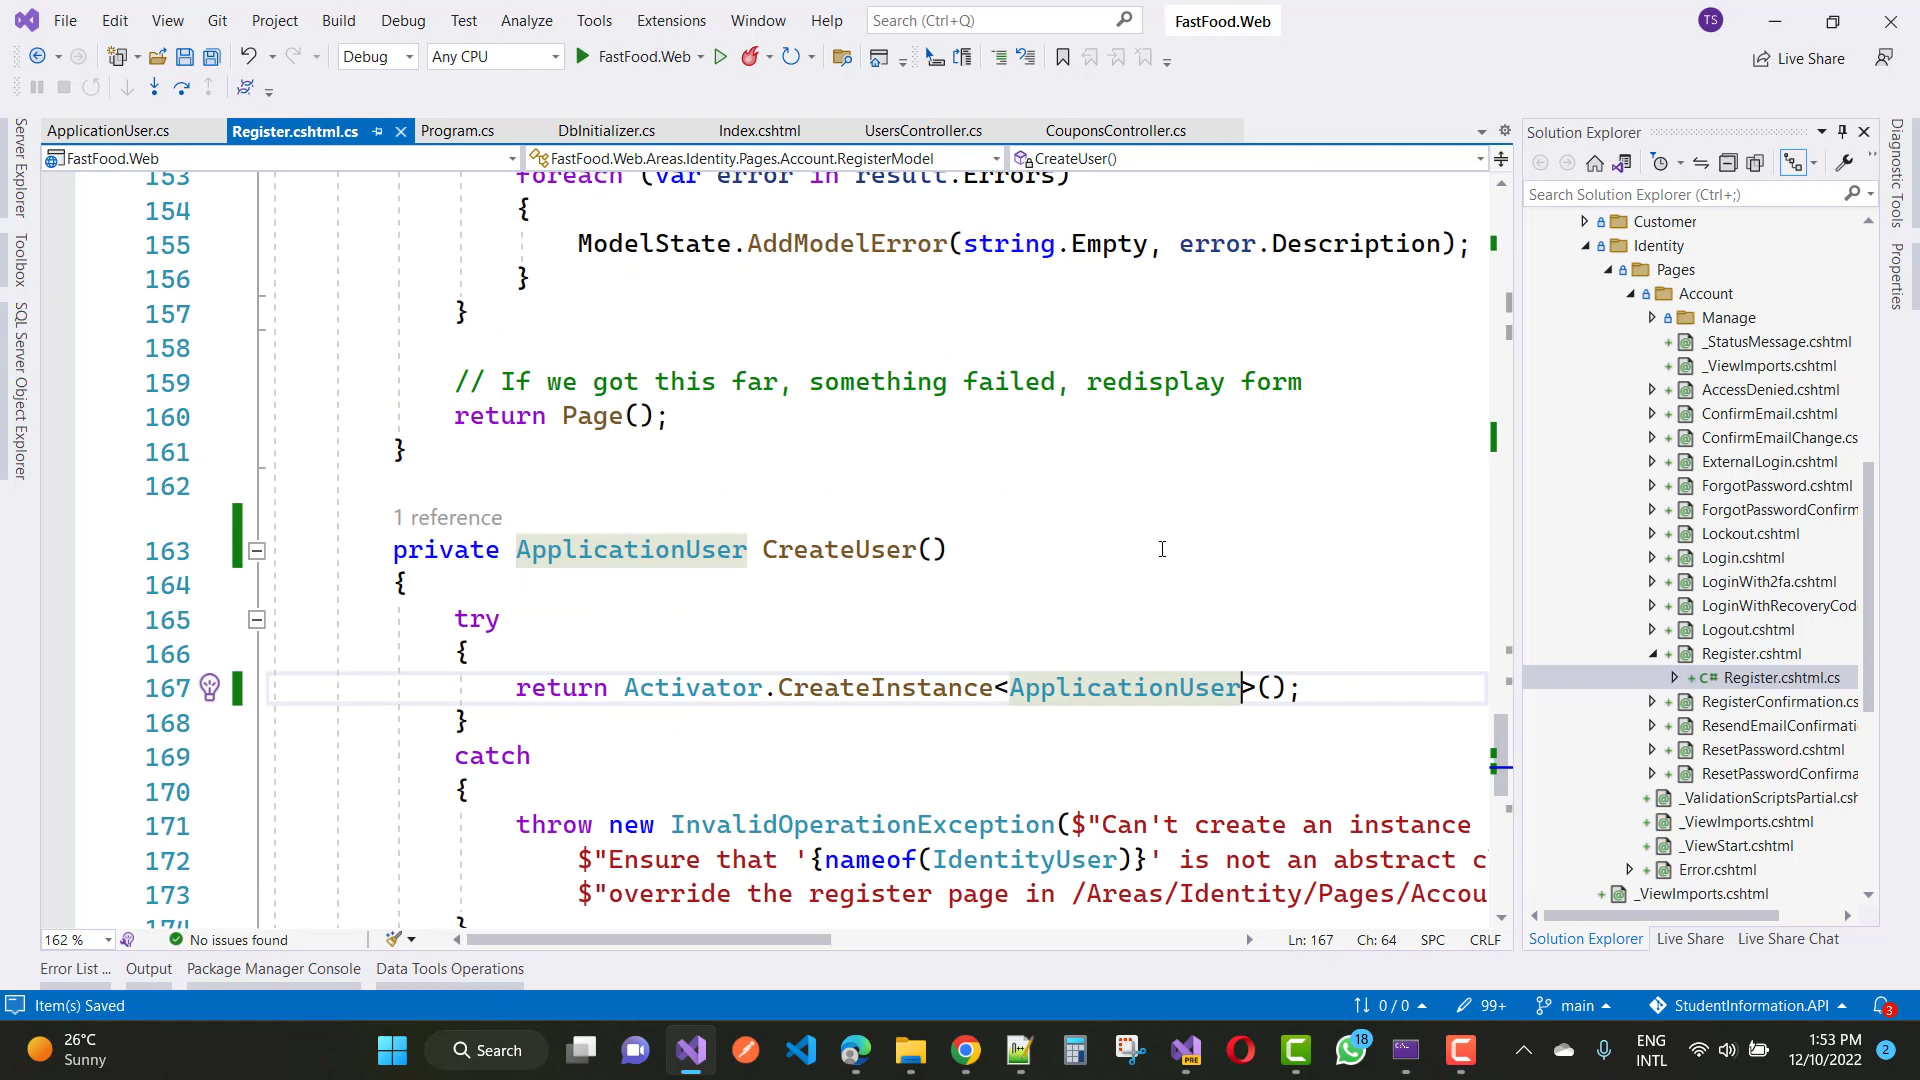 File Edit View Git Project Build Debug Test Analyze Tools Extensions Window Help Search (Ctrl+Q) FastFood.Web TS
Debug Any CPU FastFood.Web Live Share
ApplicationUser.cs Register.cshtml.cs Program.cs DbInitializer.cs Index.cshtml UsersController.cs CouponsController.cs
FastFood.Web FastFood.Web.Areas.Identity.Pages.Account.RegisterModel CreateUser()
153 foreach (var error in result.Errors)
154 {
155 ModelState.AddModelError(string.Empty, error.Description);
156 }
157 }
158
159 // If we got this far, something failed, redisplay form
160 return Page();
161 }
162
1 reference
163 private ApplicationUser CreateUser()
164 {
165 try
166 {
167 return Activator.CreateInstance<ApplicationUser>();
168 }
169 catch
170 {
171 throw new InvalidOperationException($"Can't create an instance
172 $"Ensure that '{nameof(IdentityUser)}' is not an abstract c
173 $"override the register page in /Areas/Identity/Pages/Accou
174 }
162 % No issues found Ln: 167 Ch: 64 SPC CRLF
Error List ... Output Package Manager Console Data Tools Operations
Server Explorer
Toolbox
SQL Server Object Explorer
Solution Explorer
Search Solution Explorer (Ctrl+;)
Customer
Identity
Pages
Account
Manage
_StatusMessage.cshtml
_ViewImports.cshtml
AccessDenied.cshtml
ConfirmEmail.cshtml
ConfirmEmailChange.cs
ExternalLogin.cshtml
ForgotPassword.cshtml
ForgotPasswordConfirm
Lockout.cshtml
Login.cshtml
LoginWith2fa.cshtml
LoginWithRecoveryCod
Logout.cshtml
Register.cshtml
C# Register.cshtml.cs
RegisterConfirmation.cs
ResendEmailConfirmati
ResetPassword.cshtml
ResetPasswordConfirma
_ValidationScriptsPartial.csh
_ViewImports.cshtml
_ViewStart.cshtml
Error.cshtml
_ViewImports.cshtml
Solution Explorer Live Share Live Share Chat
Diagnostic Tools
Properties
Item(s) Saved 0 / 0 99+ main StudentInformation.API 3
26°C
Sunny
Search
PRE
18
ENG
INTL
1:53 PM
12/10/2022
2